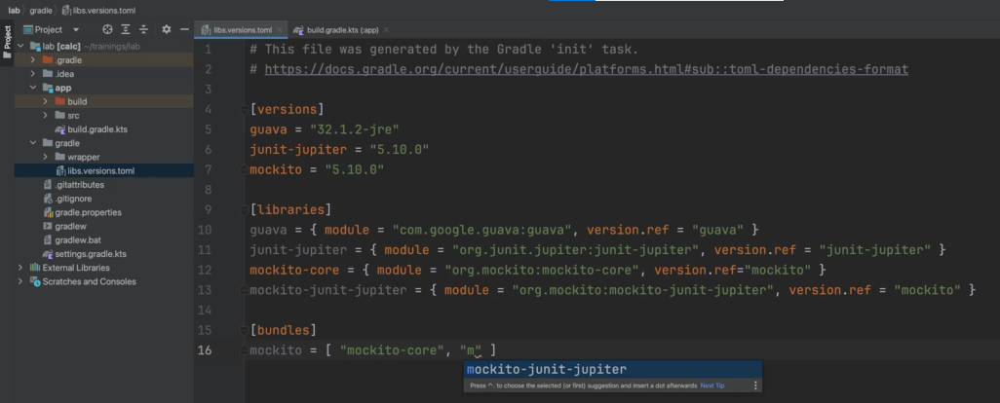 lab gradle libs.versions.toml
Project
Project
libs.versions.toml
build.gradle.kts (:app)
lab [calc] ~/trainings/lab
.gradle
.idea
app
build
src
build.gradle.kts
gradle
wrapper
libs.versions.toml
.gitattributes
.gitignore
gradle.properties
gradlew
gradlew.bat
settings.gradle.kts
External Libraries
Scratches and Consoles
1 # This file was generated by the Gradle 'init' task.
2 # https://docs.gradle.org/current/userguide/platforms.html#sub::toml-dependencies-format
3
4 [versions]
5 guava = "32.1.2-jre"
6 junit-jupiter = "5.10.0"
7 mockito = "5.10.0"
8
9 [libraries]
10 guava = { module = "com.google.guava:guava", version.ref = "guava" }
11 junit-jupiter = { module = "org.junit.jupiter:junit-jupiter", version.ref = "junit-jupiter" }
12 mockito-core = { module = "org.mockito:mockito-core", version.ref="mockito" }
13 mockito-junit-jupiter = { module = "org.mockito:mockito-junit-jupiter", version.ref = "mockito" }
14
15 [bundles]
16 mockito = [ "mockito-core", "m" ]
mockito-junit-jupiter
Press ^. to choose the selected (or first) suggestion and insert a dot afterwards Next Tip